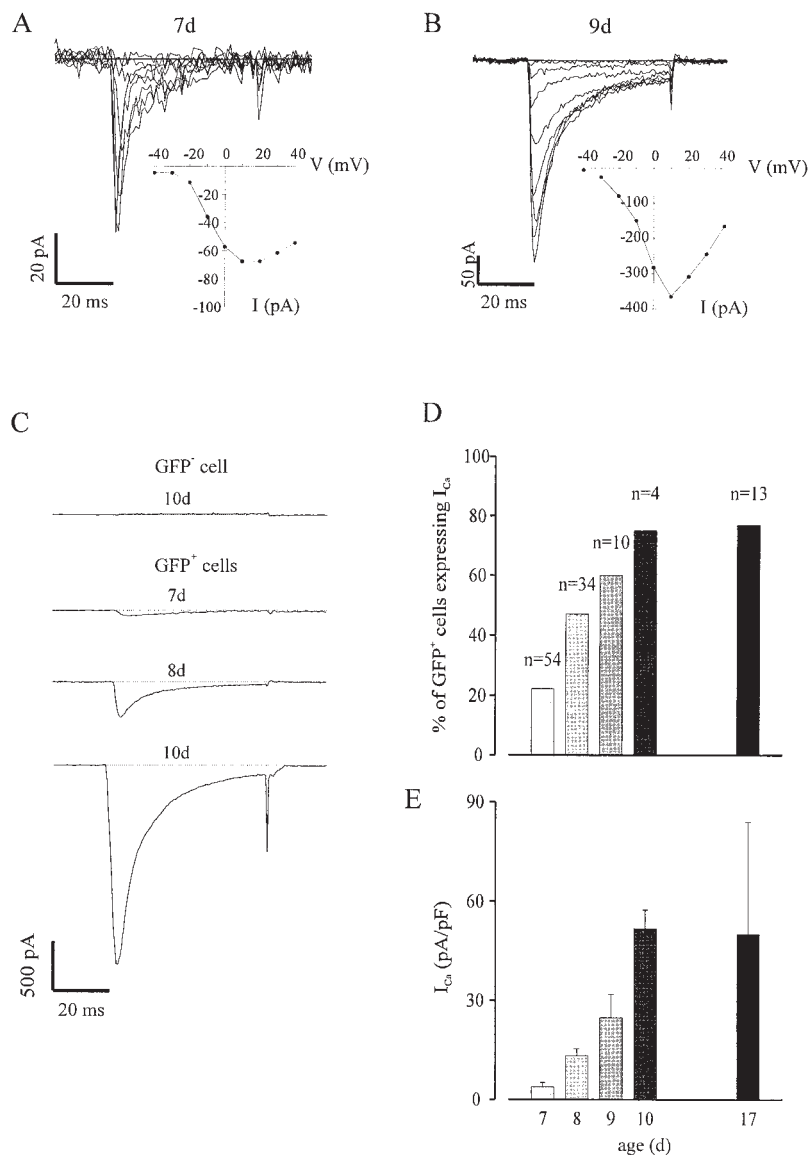 A
7d
-40 -20 0 20 40
V (mV)
-20
-40
-60
-80
-100
I (pA)
20 pA
20 ms
B
9d
-40 -20 0 20 40
V (mV)
-100
-200
-300
-400
I (pA)
50 pA
20 ms
C
GFP⁻ cell
10d
GFP⁺ cells
7d
8d
10d
500 pA
20 ms
D
% of GFP⁺ cells expressing I_Ca
100
80
60
40
20
0
n=54
n=34
n=10
n=4
n=13
E
I_Ca (pA/pF)
90
60
30
0
7 8 9 10 17
age (d)